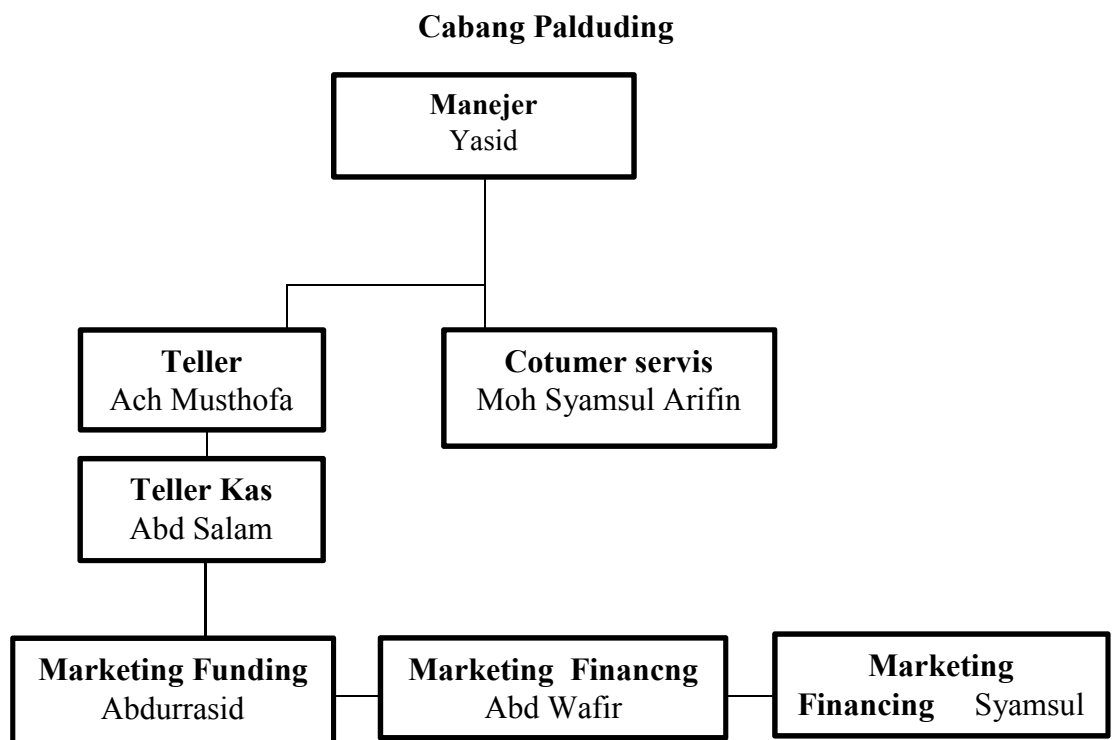 Cabang Palduding
Manejer
Yasid
Teller
Ach Musthofa
Cotumer servis
Moh Syamsul Arifin
Teller Kas
Abd Salam
Marketing Funding
Abdurrasid
Marketing Financng
Abd Wafir
Marketing
Financing Syamsul